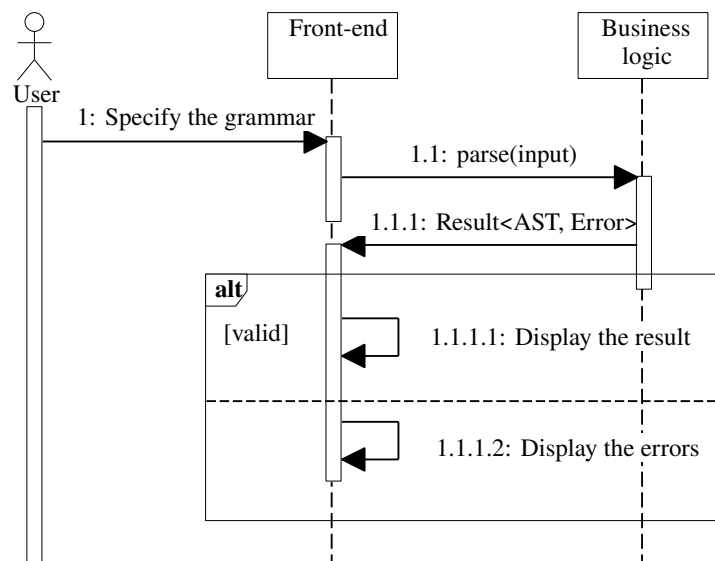 Front-end
Business
logic
User
1: Specify the grammar
1.1: parse(input)
1.1.1: Result<AST, Error>
alt
[valid]
1.1.1.1: Display the result
1.1.1.2: Display the errors